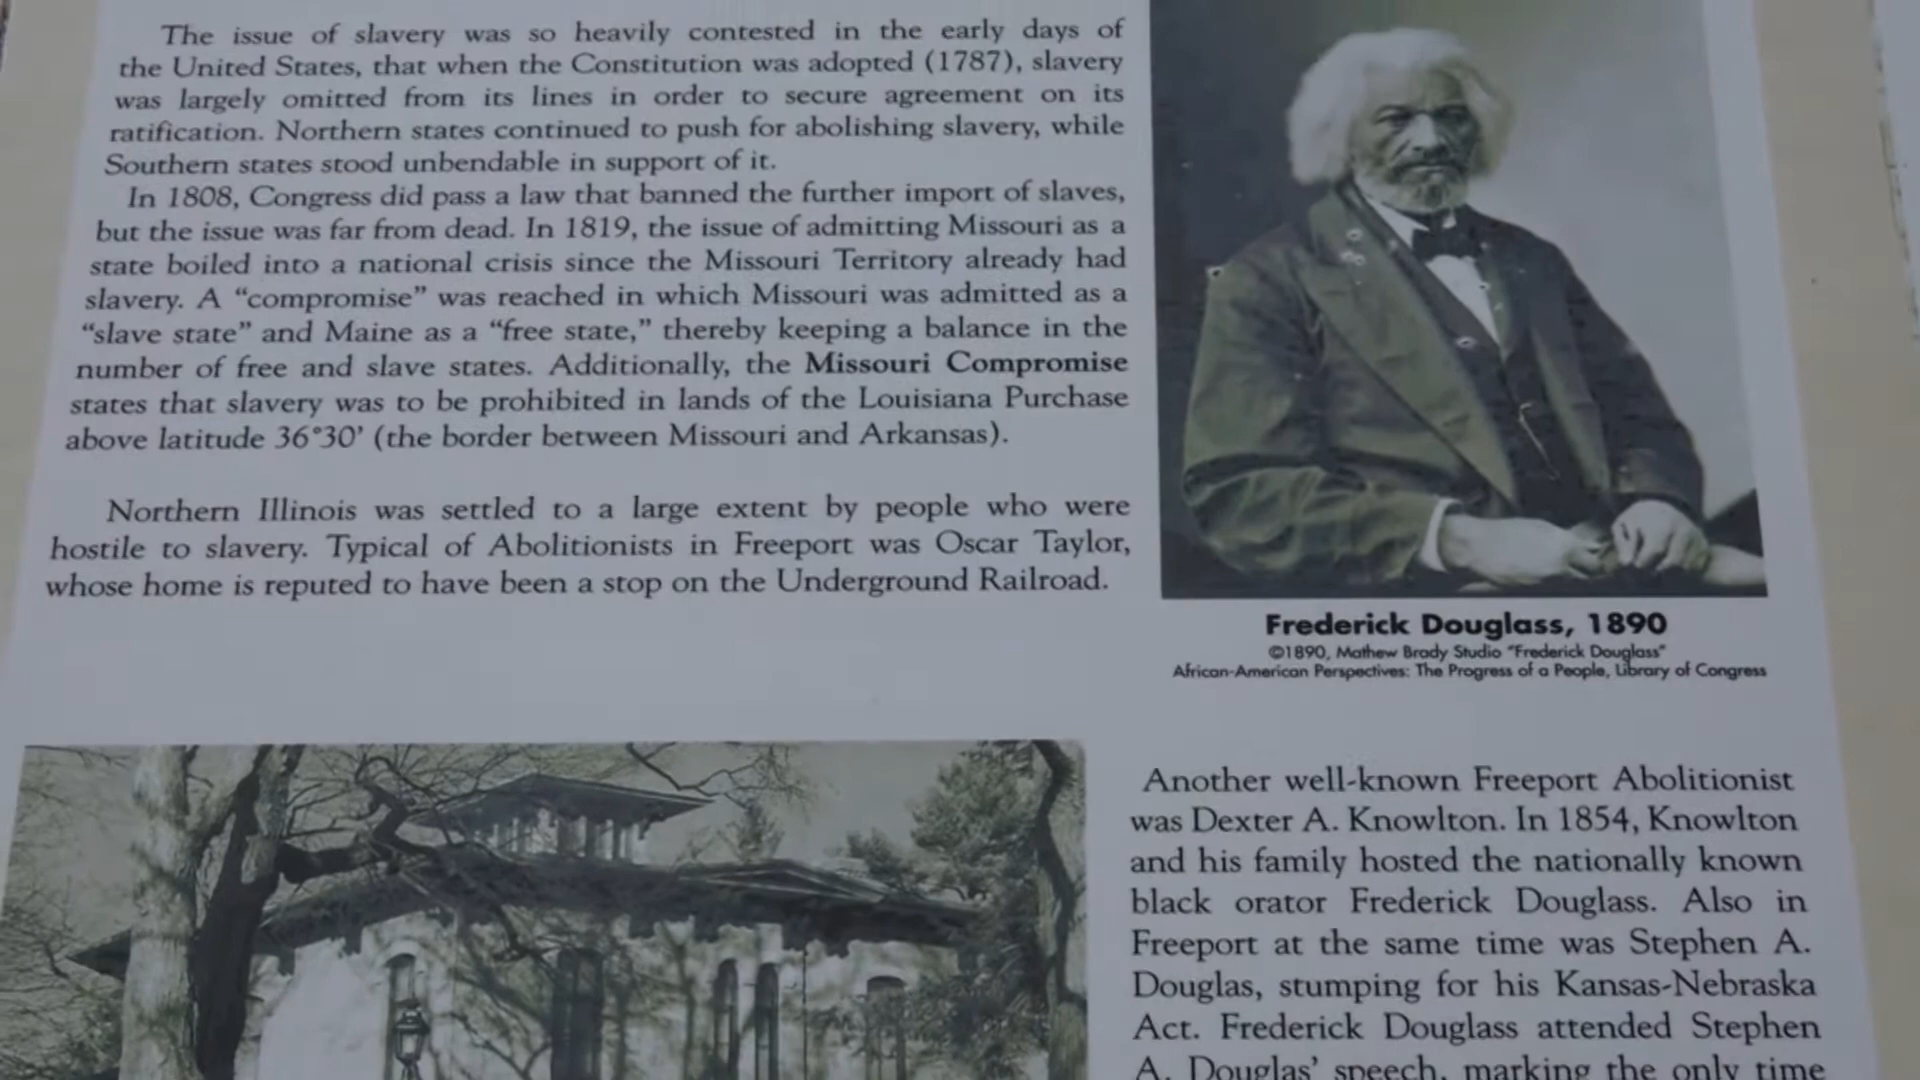 The issue of slavery was so heavily contested in the early days of
the United States, that when the Constitution was adopted (1787), slavery
was largely omitted from its lines in order to secure agreement on its
ratification. Northern states continued to push for abolishing slavery, while
Southern states stood unbendable in support of it.
In 1808, Congress did pass a law that banned the further import of slaves,
but the issue was far from dead. In 1819, the issue of admitting Missouri as a
state boiled into a national crisis since the Missouri Territory already had
slavery. A “compromise” was reached in which Missouri was admitted as a
“slave state” and Maine as a “free state,” thereby keeping a balance in the
number of free and slave states. Additionally, the Missouri Compromise
states that slavery was to be prohibited in lands of the Louisiana Purchase
above latitude 36°30’ (the border between Missouri and Arkansas).
Northern Illinois was settled to a large extent by people who were
hostile to slavery. Typical of Abolitionists in Freeport was Oscar Taylor,
whose home is reputed to have been a stop on the Underground Railroad.
Frederick Douglass, 1890
©1890, Mathew Brady Studio “Frederick Douglass”
African-American Perspectives: The Progress of a People, Library of Congress
Another well-known Freeport Abolitionist
was Dexter A. Knowlton. In 1854, Knowlton
and his family hosted the nationally known
black orator Frederick Douglass. Also in
Freeport at the same time was Stephen A.
Douglas, stumping for his Kansas-Nebraska
Act. Frederick Douglass attended Stephen
A. Douglas’ speech, marking the only time